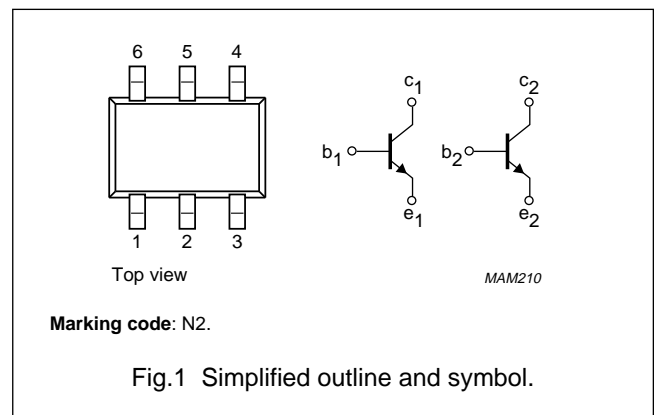 6 5 4
1 2 3
Top view
c1 c2
b1 b2
e1 e2
MAM210
Marking code: N2.
Fig.1 Simplified outline and symbol.